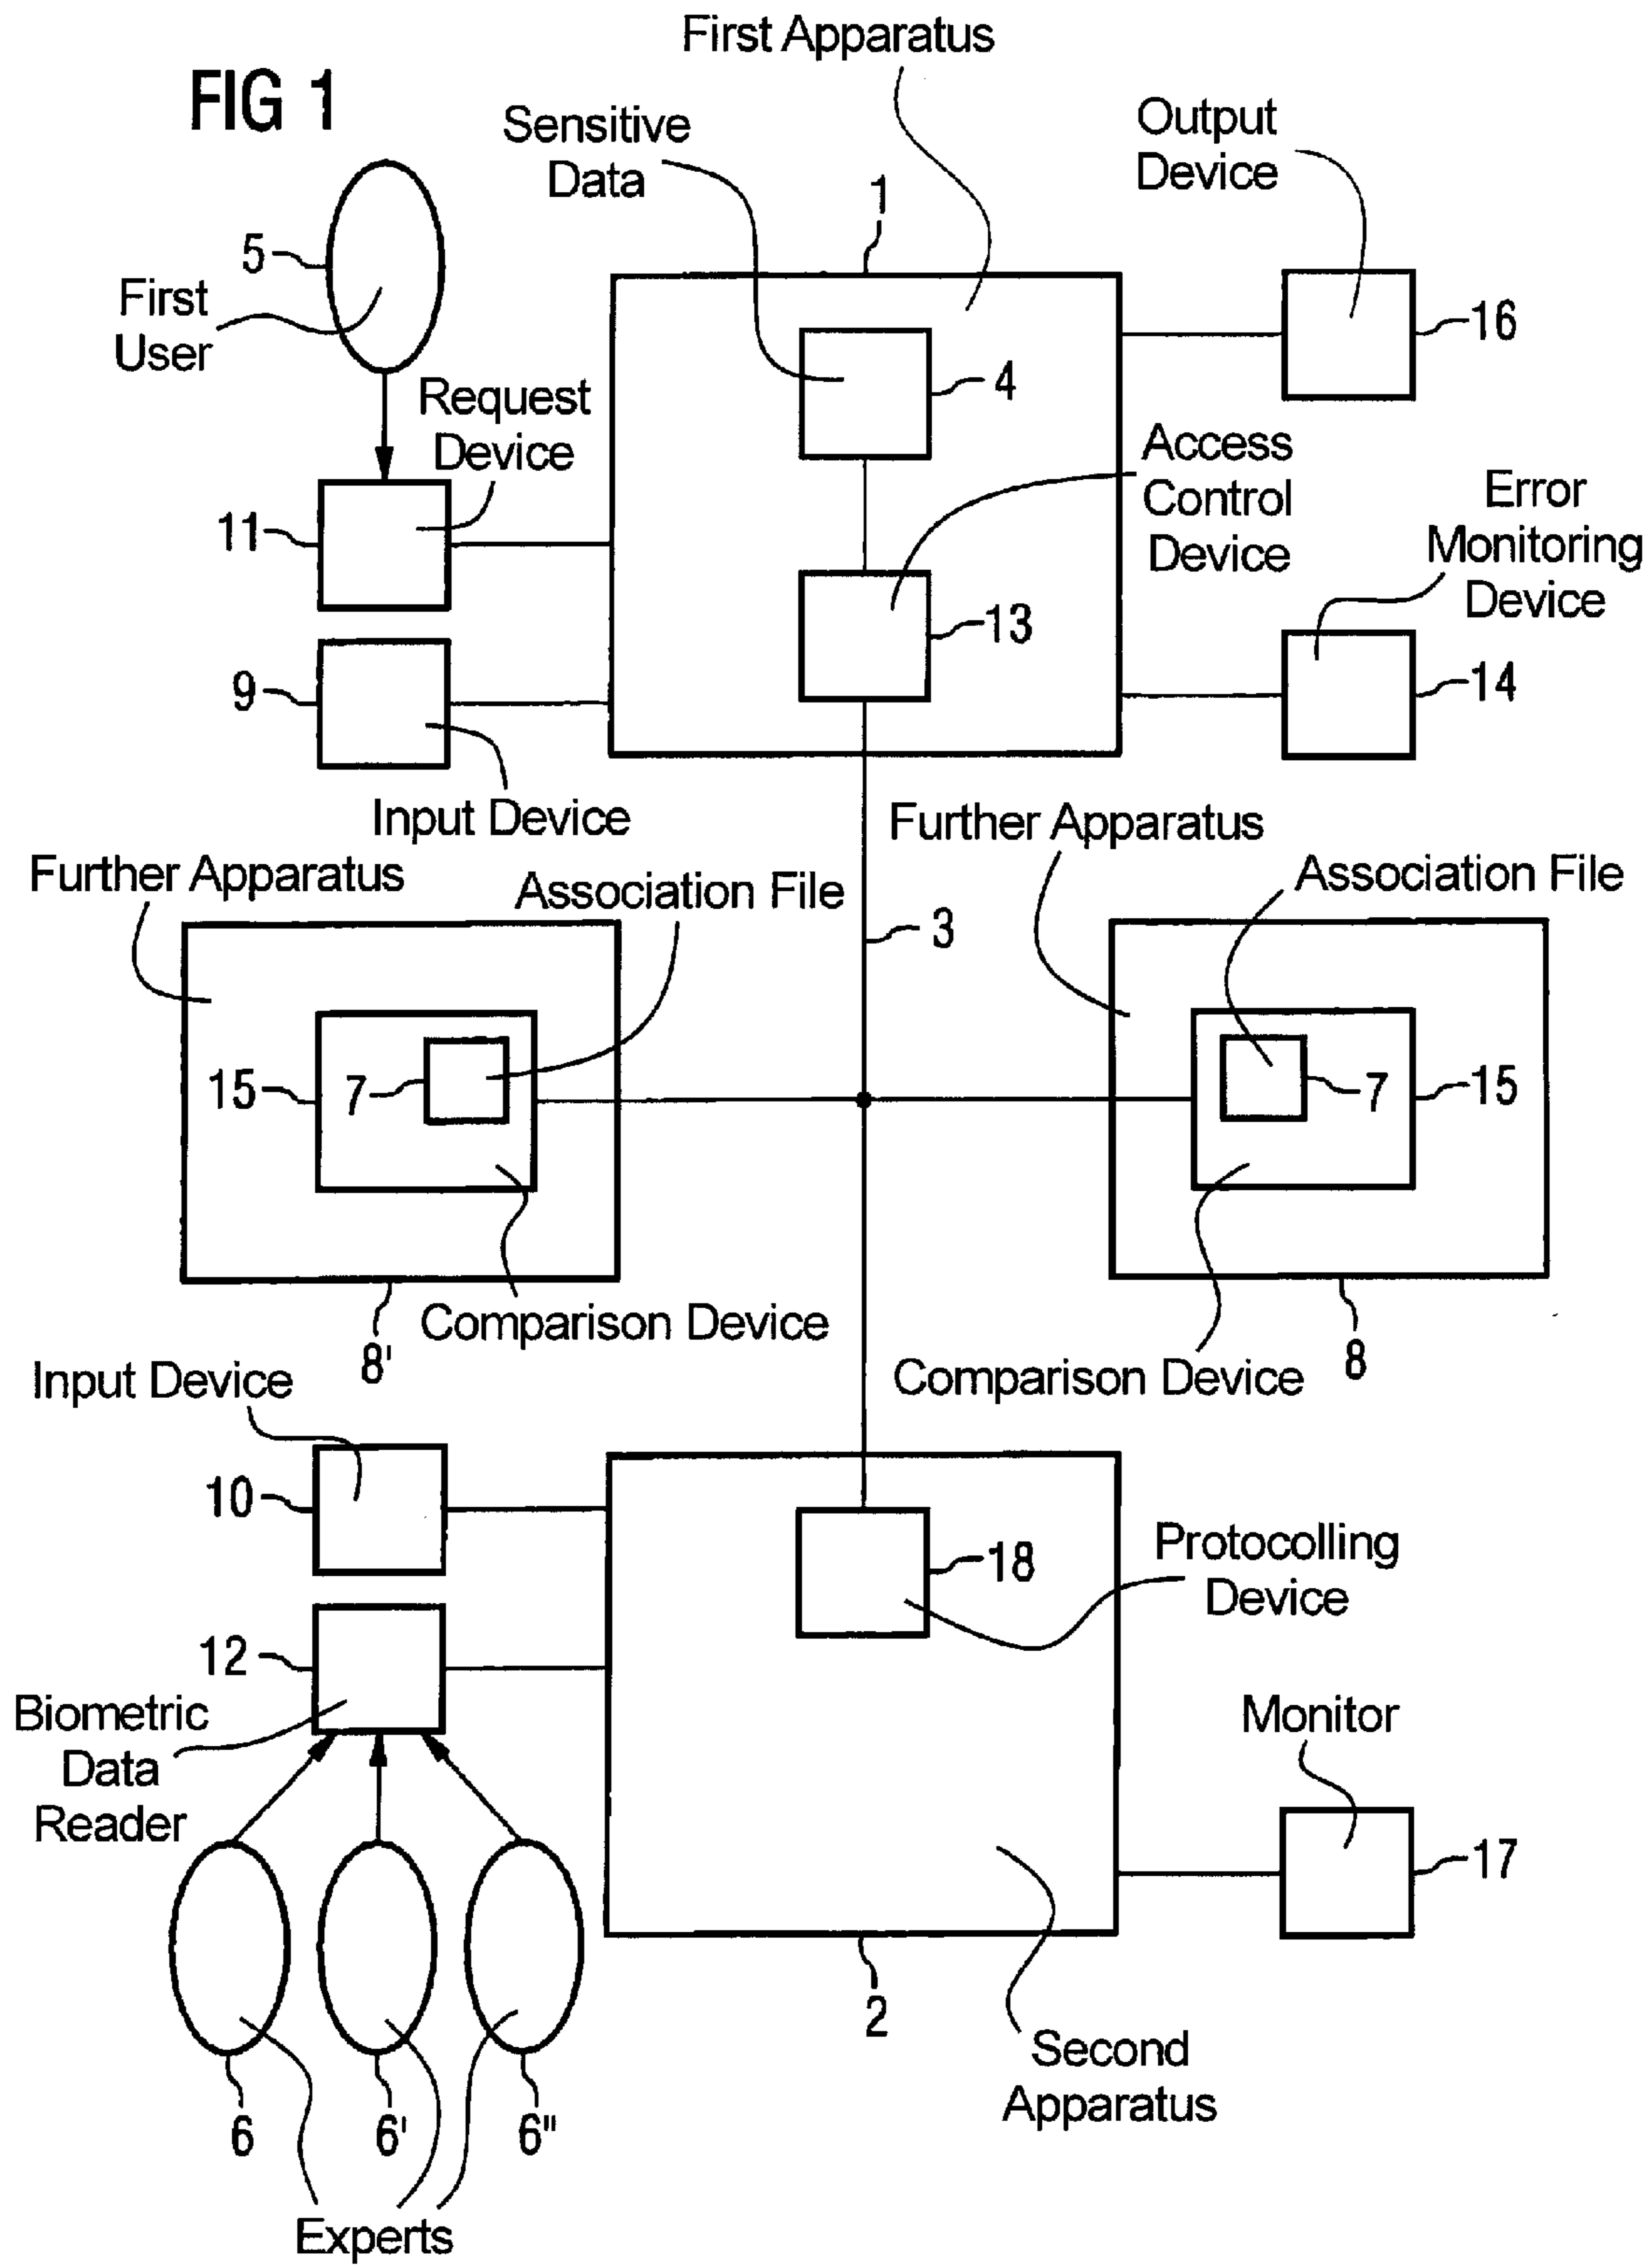 FIG 1
First Apparatus
Sensitive
Data
Output
Device
1
5
First
User
16
4
Request
Device
Access
Control
Device
Error
Monitoring
Device
11
13
9
14
Input Device
Further Apparatus
Further Apparatus
Association File
Association File
3
15
7
7
15
Comparison Device
8'
8
Comparison Device
Input Device
10
18
Protocolling
Device
12
Biometric
Data
Reader
Monitor
17
2
Second
Apparatus
6
6'
6"
Experts